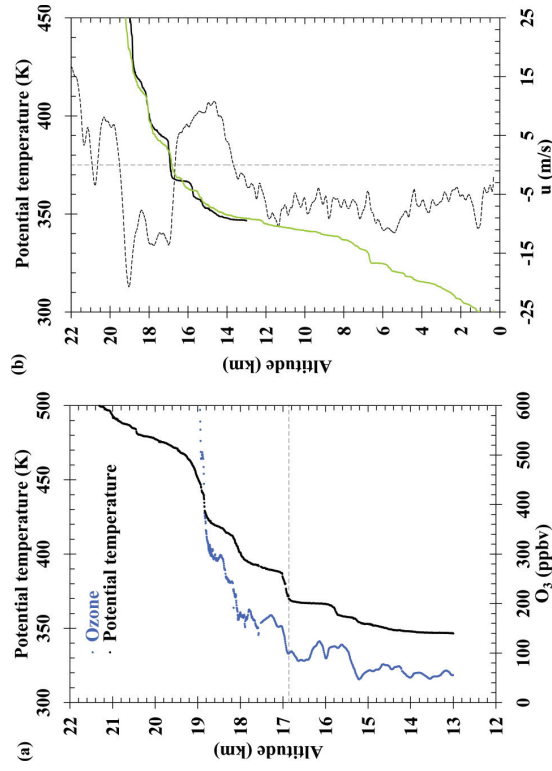 (a)
Potential temperature (K)
300 350 400 450 500
Ozone
Potential temperature
Altitude (km)
22
21
20
19
18
17
16
15
14
13
12
0 100 200 300 400 500 600
O₃ (ppbv)
(b)
Potential temperature (K)
300 350 400 450
Altitude (km)
22
20
18
16
14
12
10
8
6
4
2
0
-25 -15 -5 5 15 25
u (m/s)